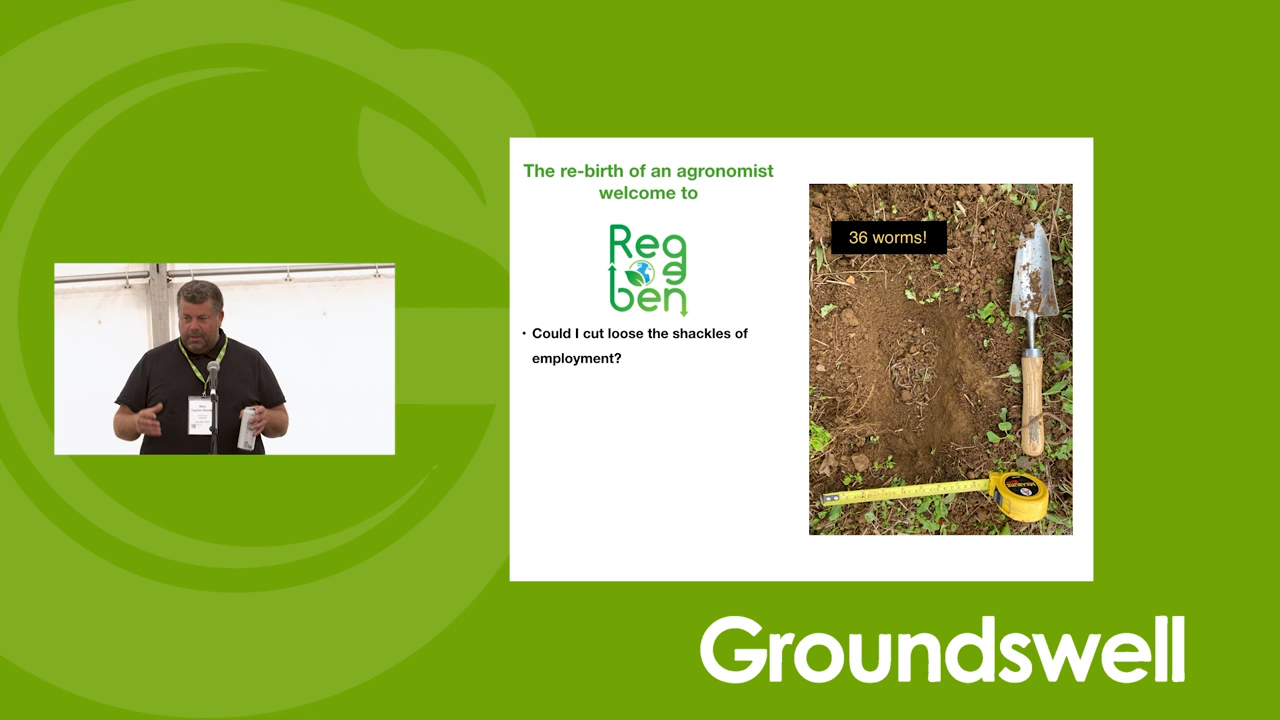 The re-birth of an agronomist
welcome to
Reg
ben
• Could I cut loose the shackles of
employment?
36 worms!
Groundswell